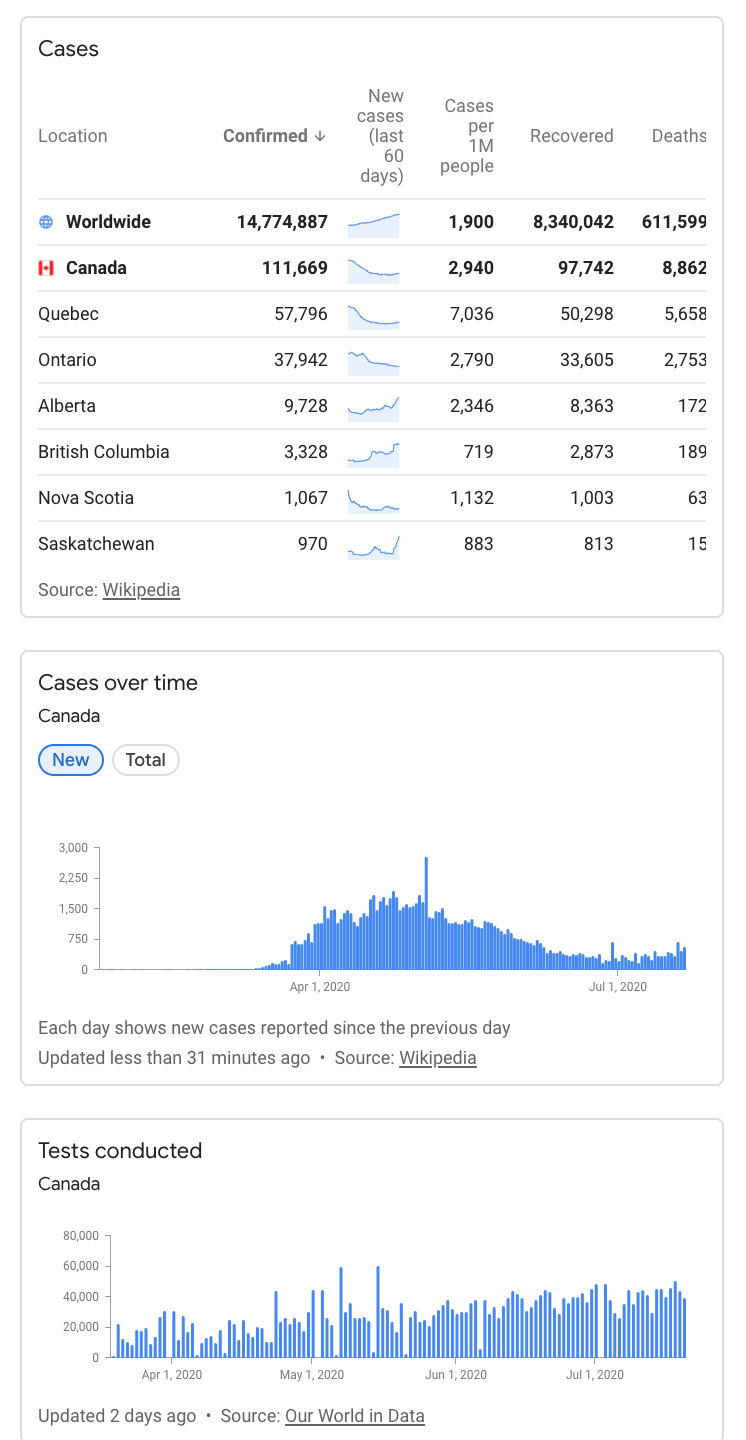 Cases
Location Confirmed ↓ New cases (last 60 days) Cases per 1M people Recovered Deaths
Worldwide 14,774,887 1,900 8,340,042 611,599
Canada 111,669 2,940 97,742 8,862
Quebec 57,796 7,036 50,298 5,658
Ontario 37,942 2,790 33,605 2,753
Alberta 9,728 2,346 8,363 172
British Columbia 3,328 719 2,873 189
Nova Scotia 1,067 1,132 1,003 63
Saskatchewan 970 883 813 15
Source: Wikipedia
Cases over time
Canada
New Total
3,000
2,250
1,500
750
0
Apr 1, 2020 Jul 1, 2020
Each day shows new cases reported since the previous day
Updated less than 31 minutes ago • Source: Wikipedia
Tests conducted
Canada
80,000
60,000
40,000
20,000
0
Apr 1, 2020 May 1, 2020 Jun 1, 2020 Jul 1, 2020
Updated 2 days ago • Source: Our World in Data